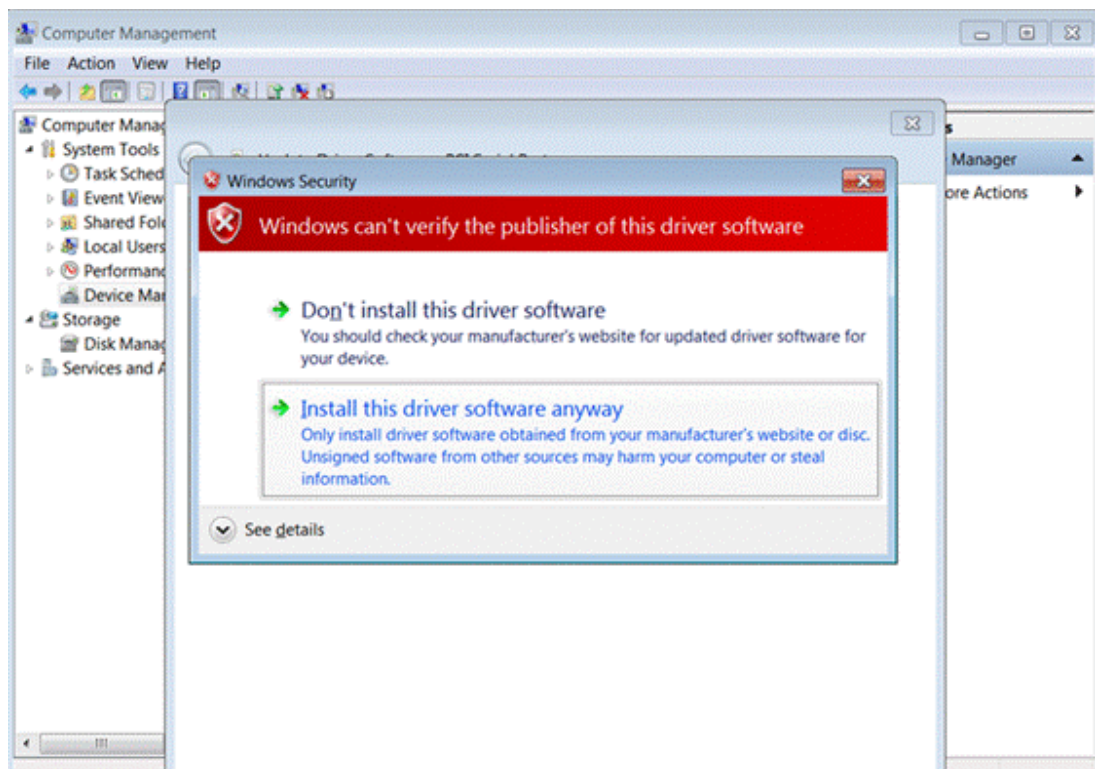 Computer Management
File Action View Help
Computer Manag
System Tools
Task Sched
Event View
Shared Fold
Local Users
Performanc
Device Mar
Storage
Disk Manag
Services and A
s
Manager
ore Actions
Windows Security
Windows can't verify the publisher of this driver software
Don't install this driver software
You should check your manufacturer's website for updated driver software for
your device.
Install this driver software anyway
Only install driver software obtained from your manufacturer's website or disc.
Unsigned software from other sources may harm your computer or steal
information.
See details